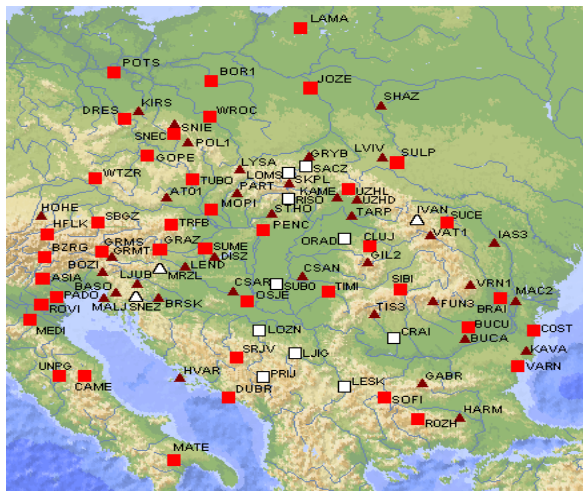 LAMA
POTS
BOR1
JOZE
KIRS
SHAZ
DRES
WROC
SNEC
SNIE
POL1
GOPE
LYSA
GRYB
LVIV
SULP
WTZR
TUBO
LOMS
SACZ
SKPL
PART
KAME
UZHL
ATO1
RISO
UZHD
HOHE
MOPI
STHO
TARP
IVAN
SBGZ
TRFB
SUCE
HFLK
PENC
VAT1
GRMS
GRAZ
SUME
ORAD
CLUJ
IAS3
BZRG
GRMT
DISZ
GIL2
BOZI
LEND
ASIA
LJUB
MRZL
CSAN
SIBI
VRN1
BASO
CSAR
SUB0
TIMI
PADO
MALJ
SNEZ
BRSK
OSJE
TIS3
FUN3
BRAI
MAC2
ROVI
MEDI
LOZN
CRAI
BUCU
COST
BUCA
SRJV
LJIG
KAVA
UNPG
CAME
HVAR
PRIJ
LESK
GABR
VARN
DUBR
SOFI
ROZH
HARM
MATE